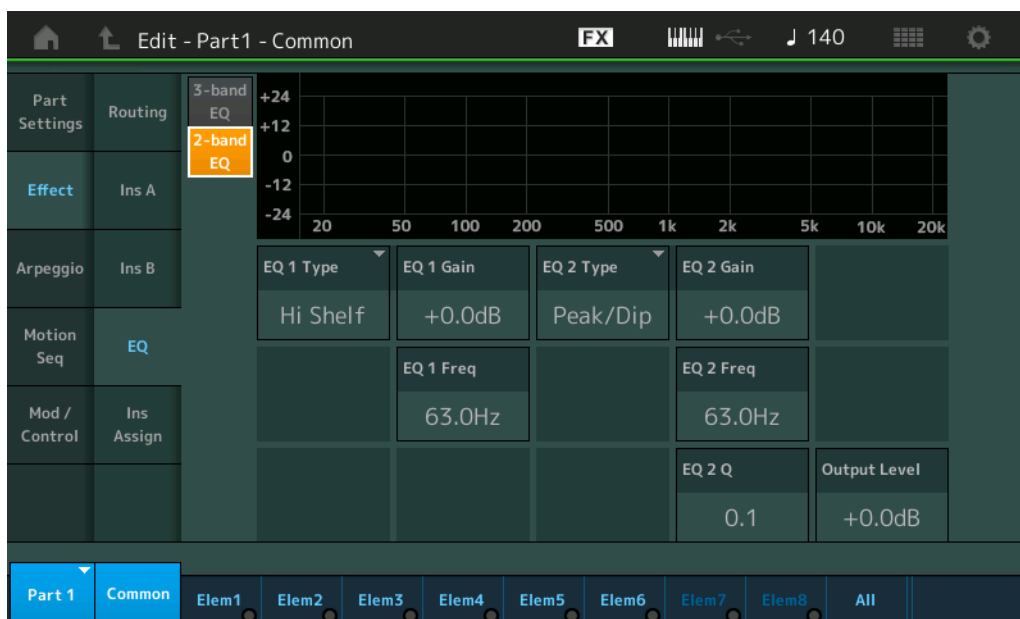 Edit - Part1 - Common
FX
140
Part
Settings
Routing
3-band
EQ
2-band
EQ
+24
+12
0
-12
-24
20 50 100 200 500 1k 2k 5k 10k 20k
Effect
Ins A
Arpeggio
Ins B
EQ 1 Type
Hi Shelf
EQ 1 Gain
+0.0dB
EQ 2 Type
Peak/Dip
EQ 2 Gain
+0.0dB
Motion
Seq
EQ
EQ 1 Freq
63.0Hz
EQ 2 Freq
63.0Hz
Mod /
Control
Ins
Assign
EQ 2 Q
0.1
Output Level
+0.0dB
Part 1
Common
Elem1
Elem2
Elem3
Elem4
Elem5
Elem6
Elem7
Elem8
All